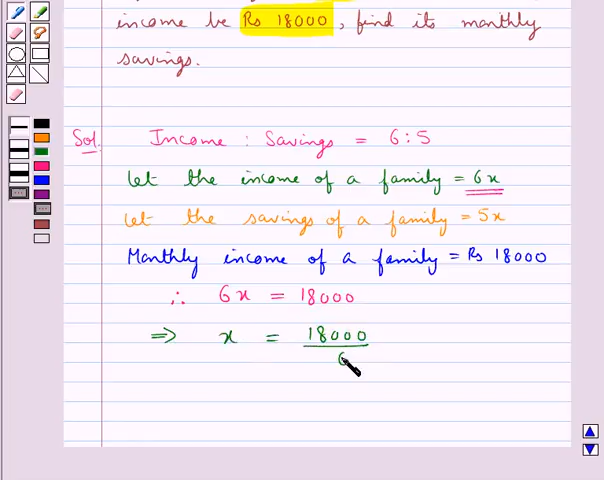 income be Rs 18000, find its monthly
savings.
Sol. Income : Savings = 6:5
Let the income of a family = 6x
Let the savings of a family = 5x
Monthly income of a family = Rs 18000
∴ 6x = 18000
⇒ x = 18000
6